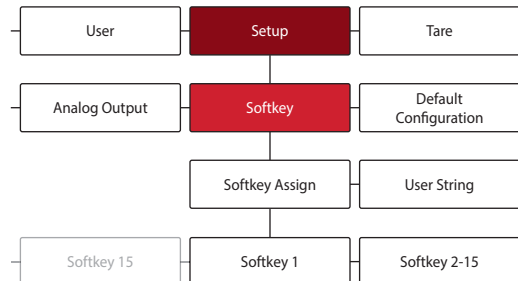 User Setup Tare
Analog Output Softkey Default
Configuration
Softkey Assign User String
Softkey 15 Softkey 1 Softkey 2-15